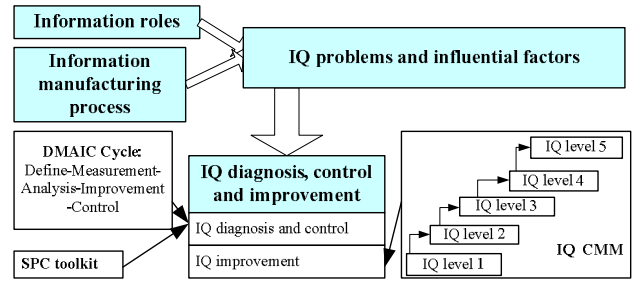 Information roles
Information
manufacturing
process
IQ problems and influential factors
DMAIC Cycle:
Define-Measurement-
Analysis-Improvement
-Control
SPC toolkit
IQ diagnosis, control
and improvement
IQ diagnosis and control
IQ improvement
IQ level 5
IQ level 4
IQ level 3
IQ level 2
IQ level 1
IQ CMM